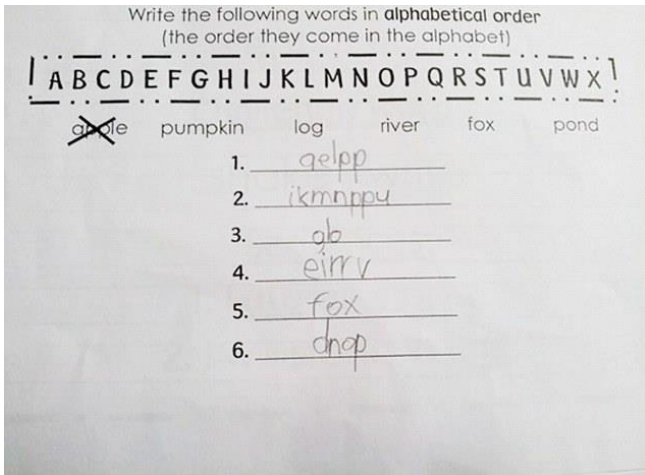 Write the following words in alphabetical order
(the order they come in the alphabet)
A B C D E F G H I J K L M N O P Q R S T U V W X
apple pumpkin log river fox pond
1. aelpp
2. ikmnppu
3. glo
4. eirrv
5. fox
6. dnop